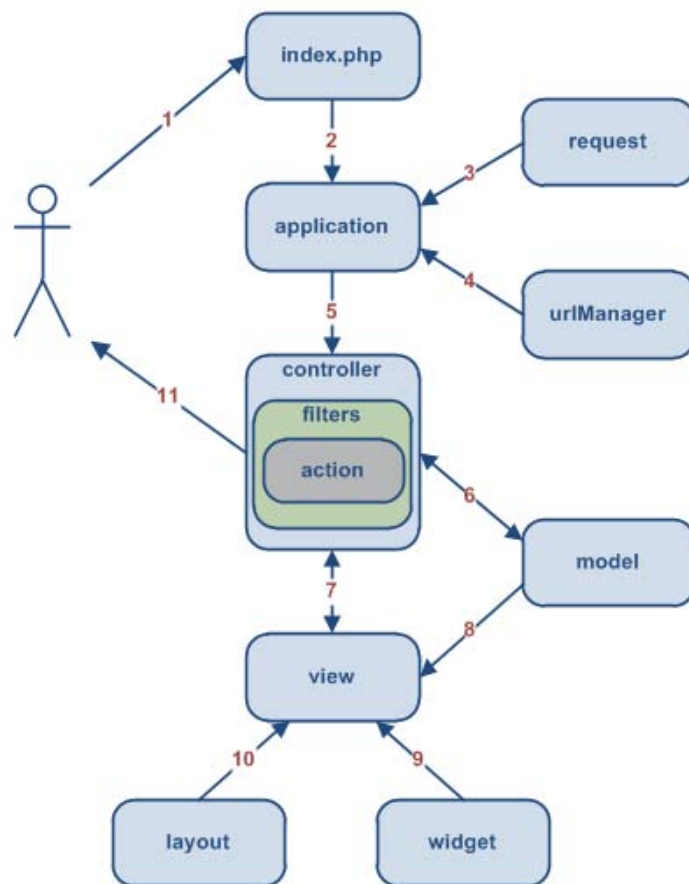 index.php
1
2
request
3
application
4
urlManager
5
controller
11
filters
action
6
model
7
8
view
10
9
layout
widget